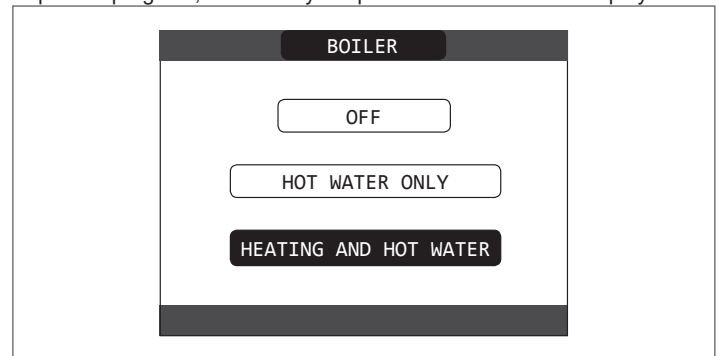 BOILER
OFF
HOT WATER ONLY
HEATING AND HOT WATER